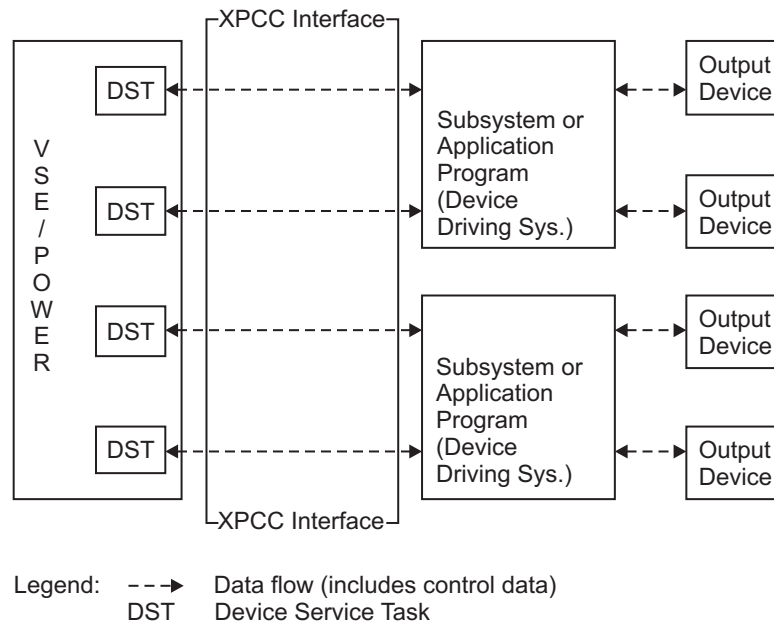 XPCC Interface
VSE/POWER
DST
DST
DST
DST
Subsystem or
Application
Program
(Device
Driving Sys.)
Output
Device
Output
Device
Subsystem or
Application
Program
(Device
Driving Sys.)
Output
Device
Output
Device
XPCC Interface
Legend: Data flow (includes control data)
DST Device Service Task